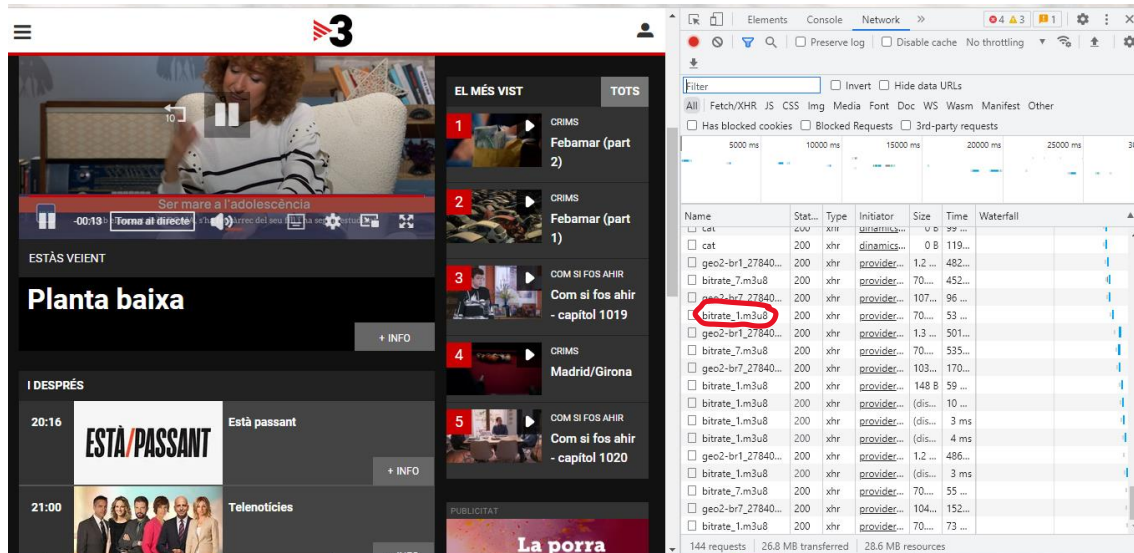 3
10
Ser mare a l'adolescència
-00:13 Torna al directe
ESTÀS VEIENT
Planta baixa
+ INFO
I DESPRÉS
20:16
ESTÀ/PASSANT
Està passant
+ INFO
21:00
Telenotícies
EL MÉS VIST TOTS
1
CRIMS
Febamar (part
2)
2
CRIMS
Febamar (part
1)
3
COM SI FOS AHIR
Com si fos ahir
- capítol 1019
4
CRIMS
Madrid/Girona
5
COM SI FOS AHIR
Com si fos ahir
- capítol 1020
PUBLICITAT
La porra
Elements Console Network » 4 3 1
Preserve log Disable cache No throttling
Filter Invert Hide data URLs
All Fetch/XHR JS CSS Img Media Font Doc WS Wasm Manifest Other
Has blocked cookies Blocked Requests 3rd-party requests
5000 ms 10000 ms 15000 ms 20000 ms 25000 ms
Name Stat... Type Initiator Size Time Waterfall
cat 200 xhr dinamics... 0 B 99 ...
cat 200 xhr dinamics... 0 B 119...
geo2-br1_27840... 200 xhr provider... 1.2 ... 482...
bitrate_7.m3u8 200 xhr provider... 70.... 452...
geo2-br7_27840... 200 xhr provider... 107... 96 ...
bitrate_1.m3u8 200 xhr provider... 70.... 53 ...
geo2-br1_27840... 200 xhr provider... 1.3 ... 501...
bitrate_7.m3u8 200 xhr provider... 70.... 535...
geo2-br7_27840... 200 xhr provider... 103... 170...
bitrate_1.m3u8 200 xhr provider... 148 B 59 ...
bitrate_1.m3u8 200 xhr provider... (dis... 10 ...
bitrate_1.m3u8 200 xhr provider... (dis... 3 ms
bitrate_1.m3u8 200 xhr provider... (dis... 4 ms
geo2-br1_27840... 200 xhr provider... 1.2 ... 486...
bitrate_1.m3u8 200 xhr provider... (dis... 3 ms
bitrate_7.m3u8 200 xhr provider... 70.... 55 ...
geo2-br7_27840... 200 xhr provider... 104... 152...
bitrate_1.m3u8 200 xhr provider... 70.... 73 ...
144 requests 26.8 MB transferred 28.6 MB resources